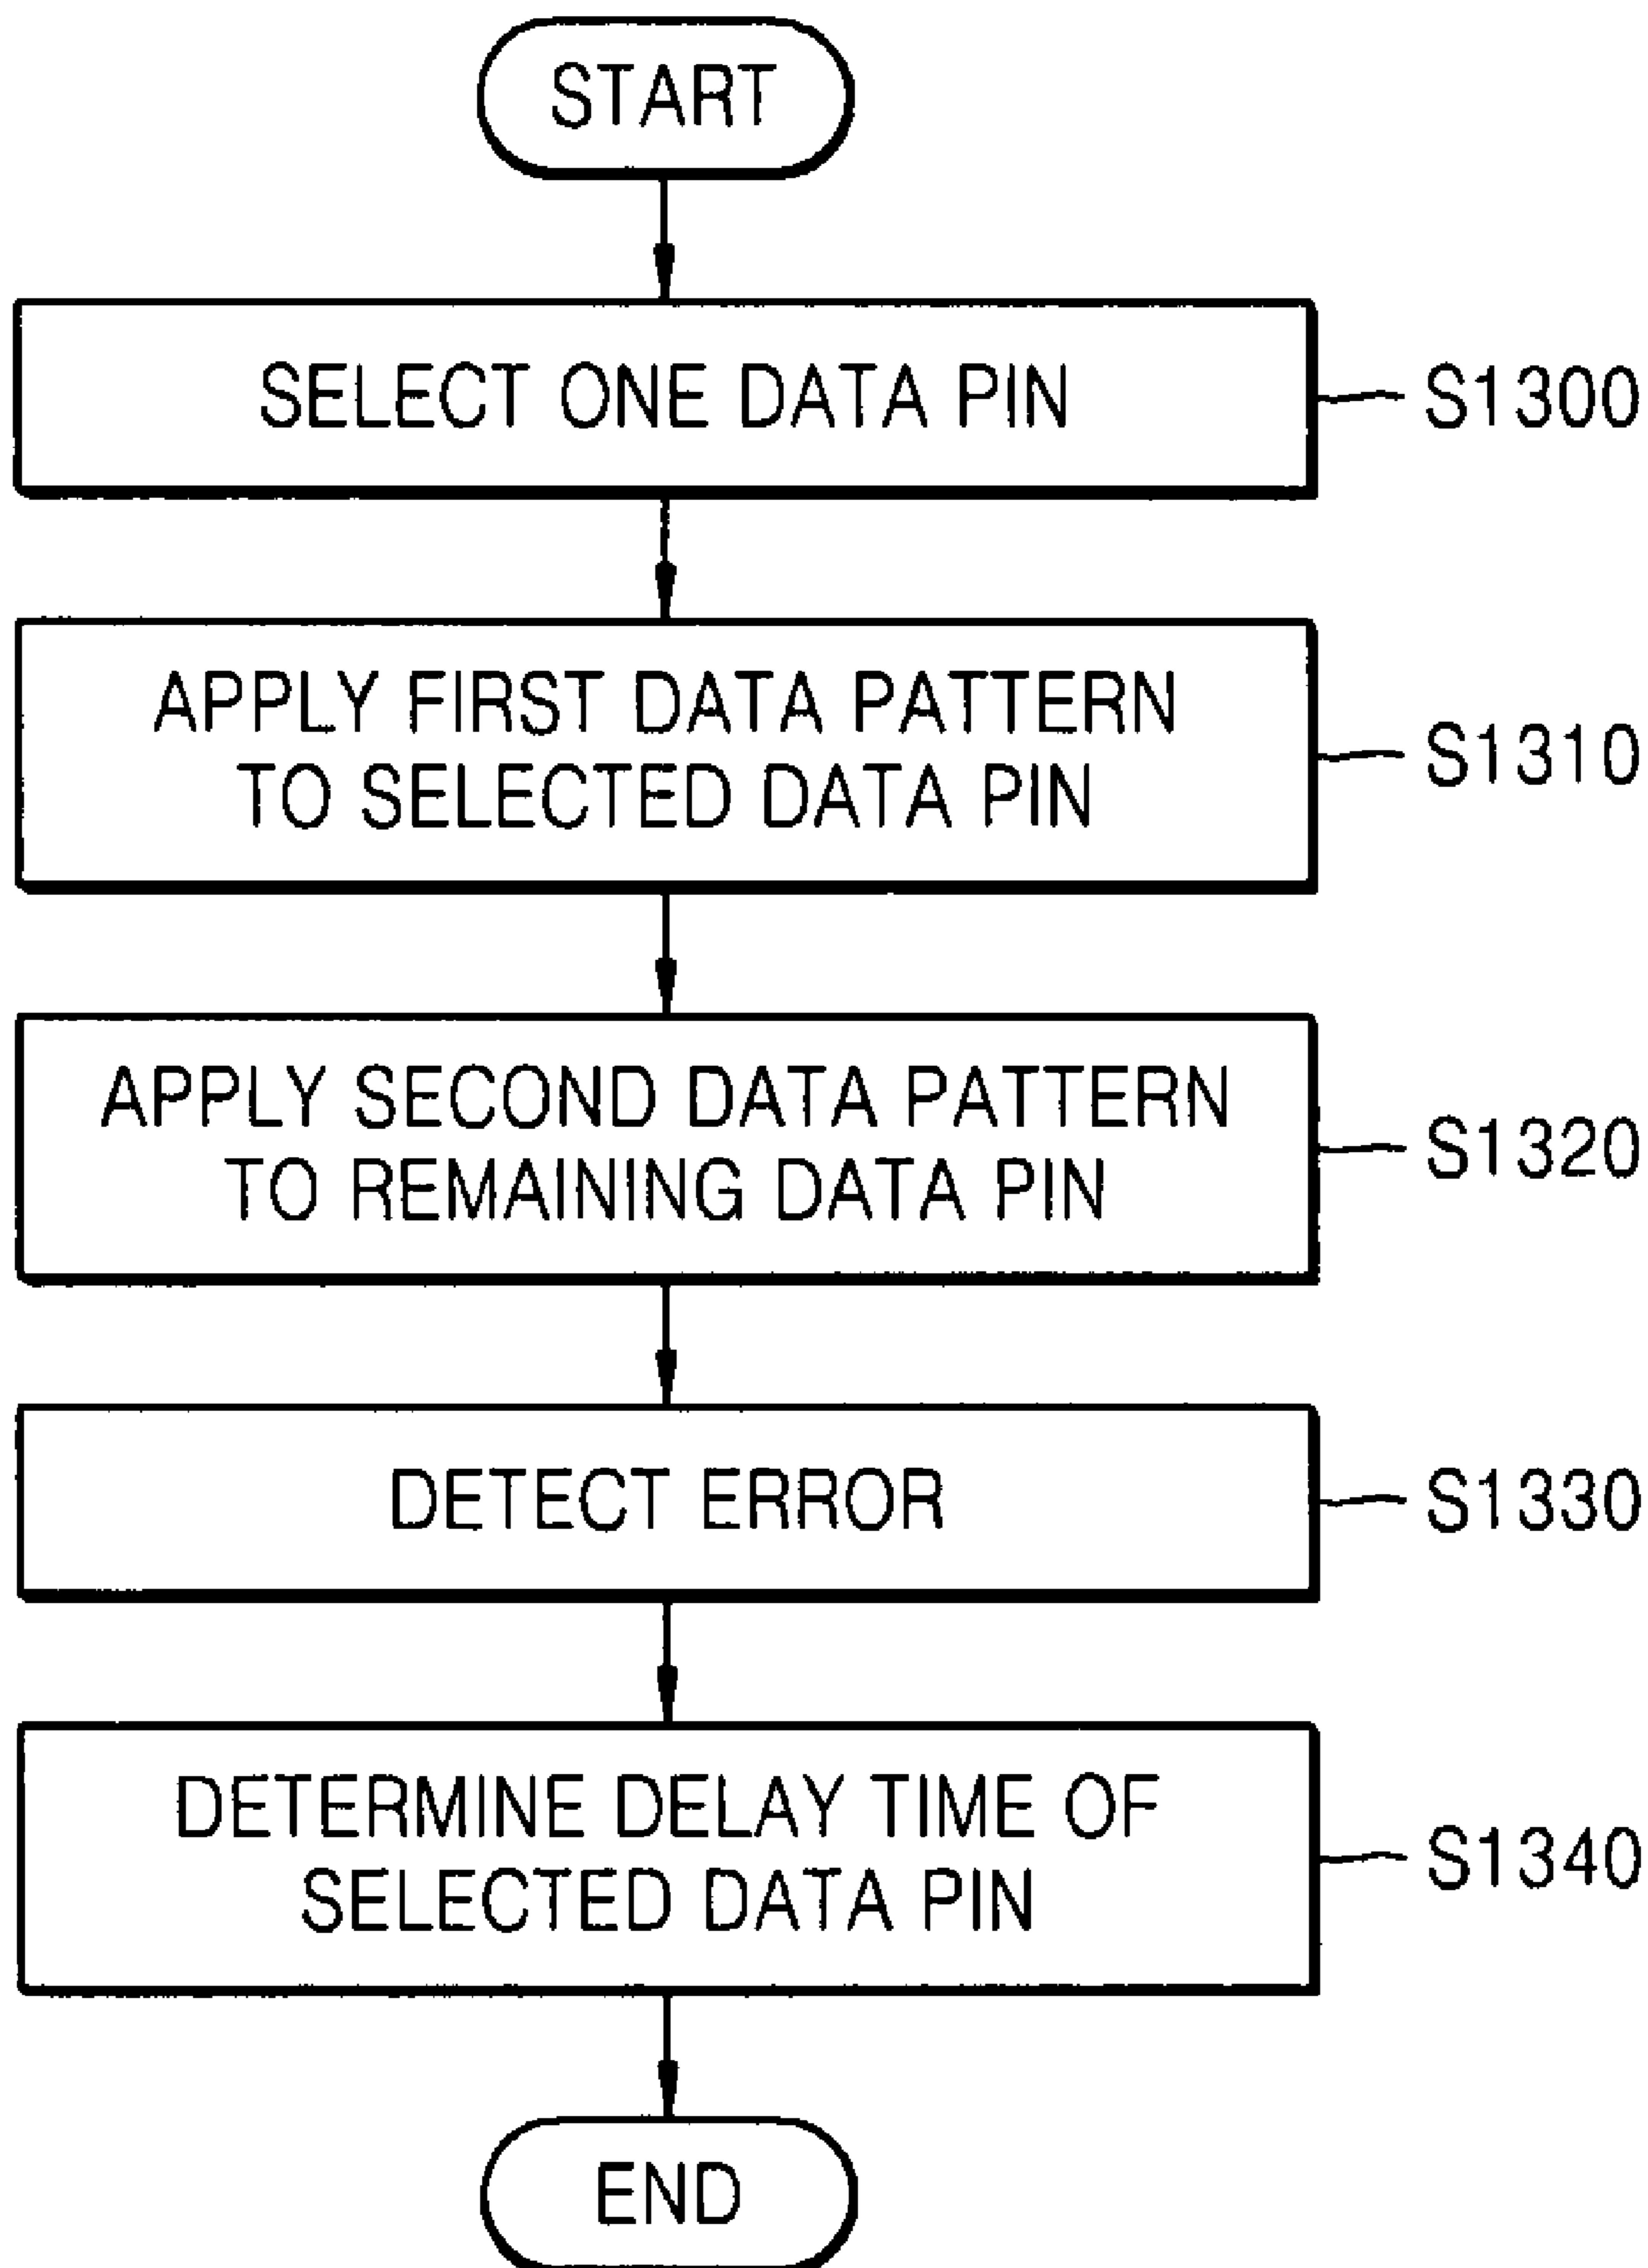 START
SELECT ONE DATA PIN
S1300
APPLY FIRST DATA PATTERN
TO SELECTED DATA PIN
S1310
APPLY SECOND DATA PATTERN
TO REMAINING DATA PIN
S1320
DETECT ERROR
S1330
DETERMINE DELAY TIME OF
SELECTED DATA PIN
S1340
END